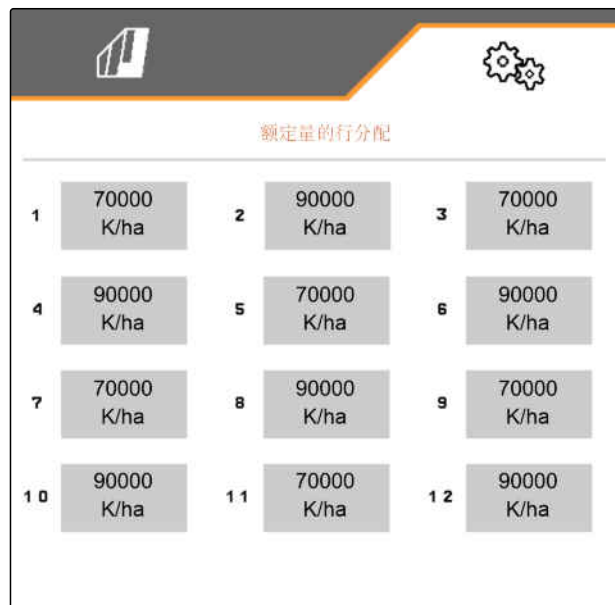 额定量的行分配
1 70000 K/ha 2 90000 K/ha 3 70000 K/ha
4 90000 K/ha 5 70000 K/ha 6 90000 K/ha
7 70000 K/ha 8 90000 K/ha 9 70000 K/ha
10 90000 K/ha 11 70000 K/ha 12 90000 K/ha